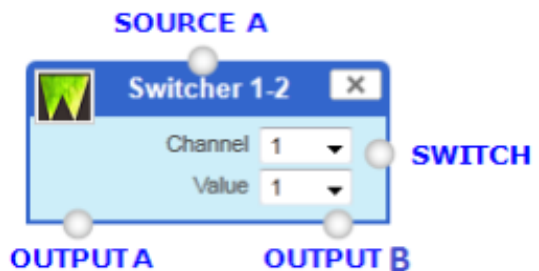 SOURCE A
Switcher 1-2
Channel 1
SWITCH
Value 1
OUTPUT A
OUTPUT B